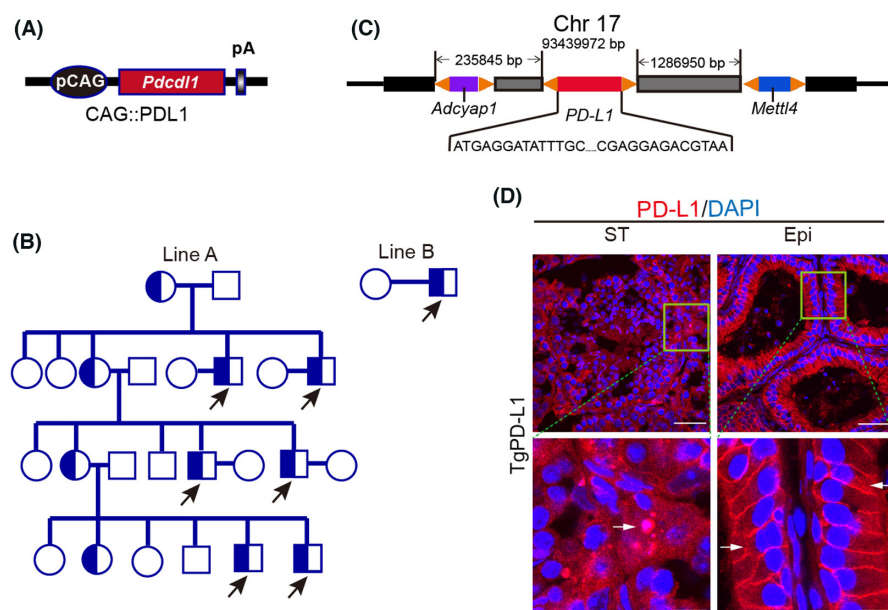 (A)
pA
pCAG
Pdcdl1
CAG::PDL1
(B)
Line A
Line B
(C)
Chr 17
235845 bp
93439972 bp
1286950 bp
Adcyap1
PD-L1
Mettl4
ATGAGGATATTTGC....CGAGGAGACGTAA
(D)
PD-L1/DAPI
ST
Epi
TgPD-L1